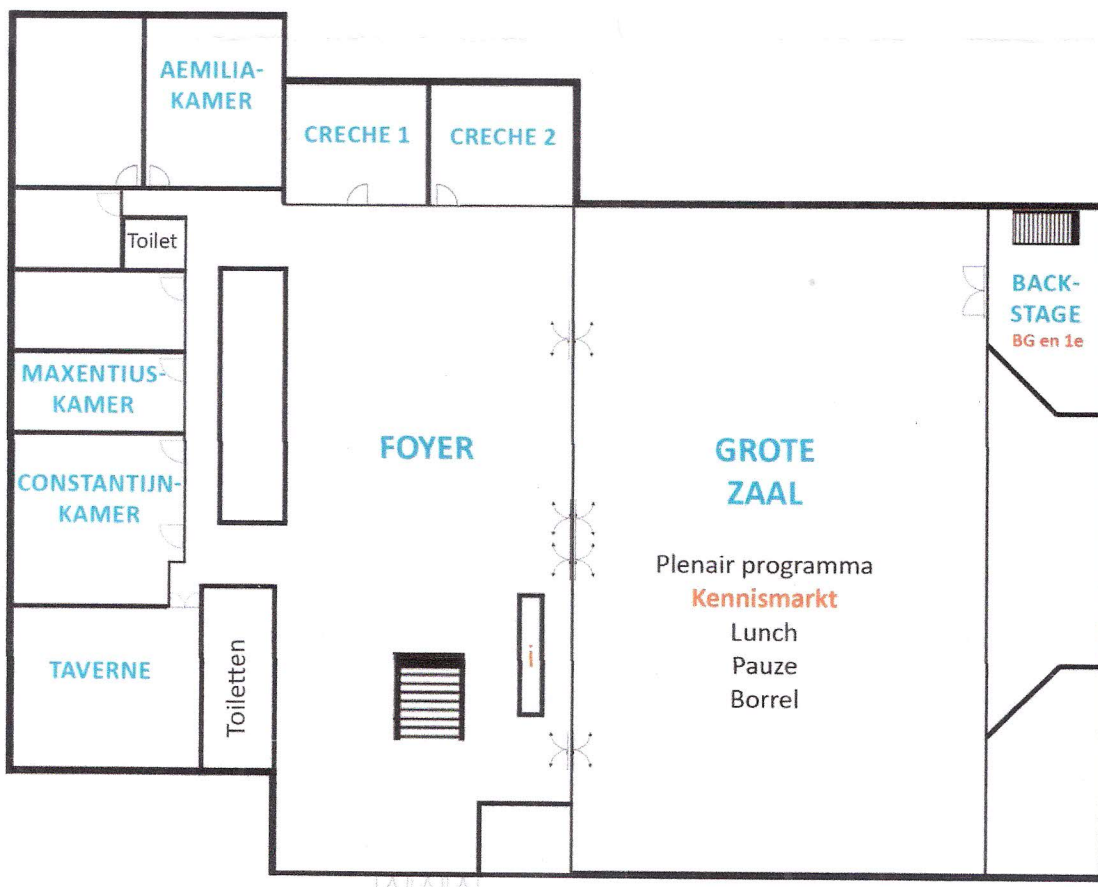 AEMILIA-
KAMER
CRECHE 1
CRECHE 2
Toilet
BACK-
STAGE
BG en 1e
MAXENTIUS-
KAMER
FOYER
GROTE
ZAAL
CONSTANTIJN-
KAMER
Plenair programma
Kennismarkt
Lunch
Pauze
Borrel
i
TAVERNE
Toiletten